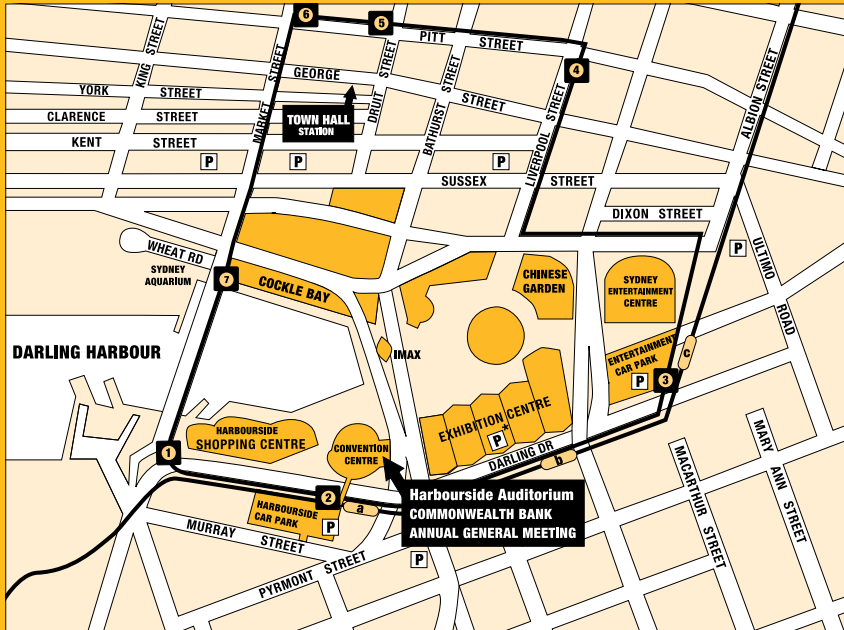 6
5
PITT STREET
KING STREET
MARKET STREET
GEORGE STREET
DRUIT STREET
BATHURST STREET
4
LIVERPOOL STREET
ALBION STREET
YORK STREET
CLARENCE STREET
KENT STREET
TOWN HALL
STATION
P
P
P
SUSSEX STREET
DIXON STREET
P
ULTIMO ROAD
WHEAT RD
SYDNEY
AQUARIUM
7
COCKLE BAY
CHINESE
GARDEN
SYDNEY
ENTERTAINMENT
CENTRE
DARLING HARBOUR
IMAX
ENTERTAINMENT
CAR PARK
P
3
c
HARBOURSIDE
SHOPPING CENTRE
1
CONVENTION
CENTRE
EXHIBITION CENTRE
P*
DARLING DR
b
MACARTHUR STREET
MARY ANN STREET
2
a
HARBOURSIDE
CAR PARK
P
Harbourside Auditorium
COMMONWEALTH BANK
ANNUAL GENERAL MEETING
MURRAY STREET
P
PYRMONT STREET